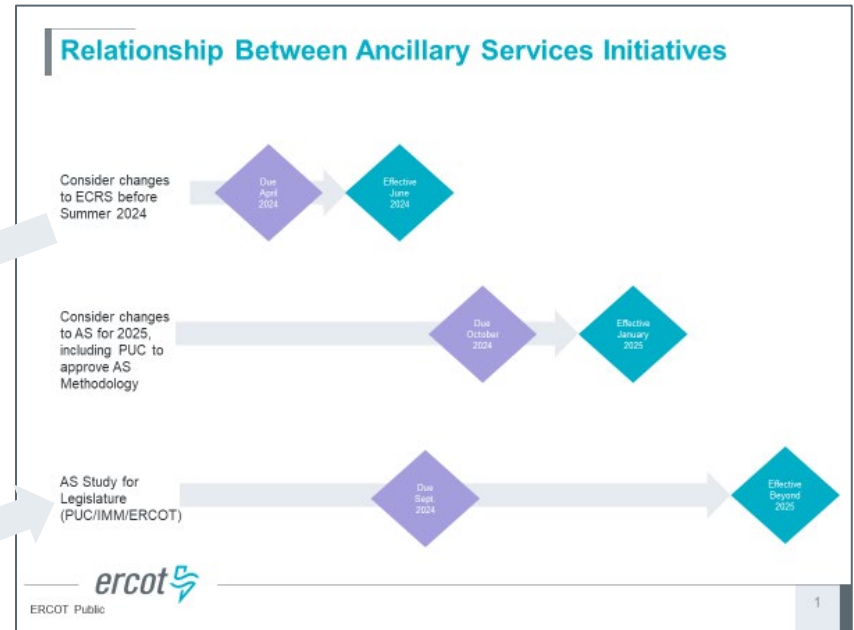 Relationship Between Ancillary Services Initiatives
Consider changes
to ECRS before
Summer 2024
Due
April
2024
Effective
June
2024
Consider changes
to AS for 2025,
including PUC to
approve AS
Methodology
Due
October
2024
Effective
January
2025
AS Study for
Legislature
(PUC/IMM/ERCOT)
Due
Sept.
2024
Effective
Beyond
2025
ercot
ERCOT Public
1